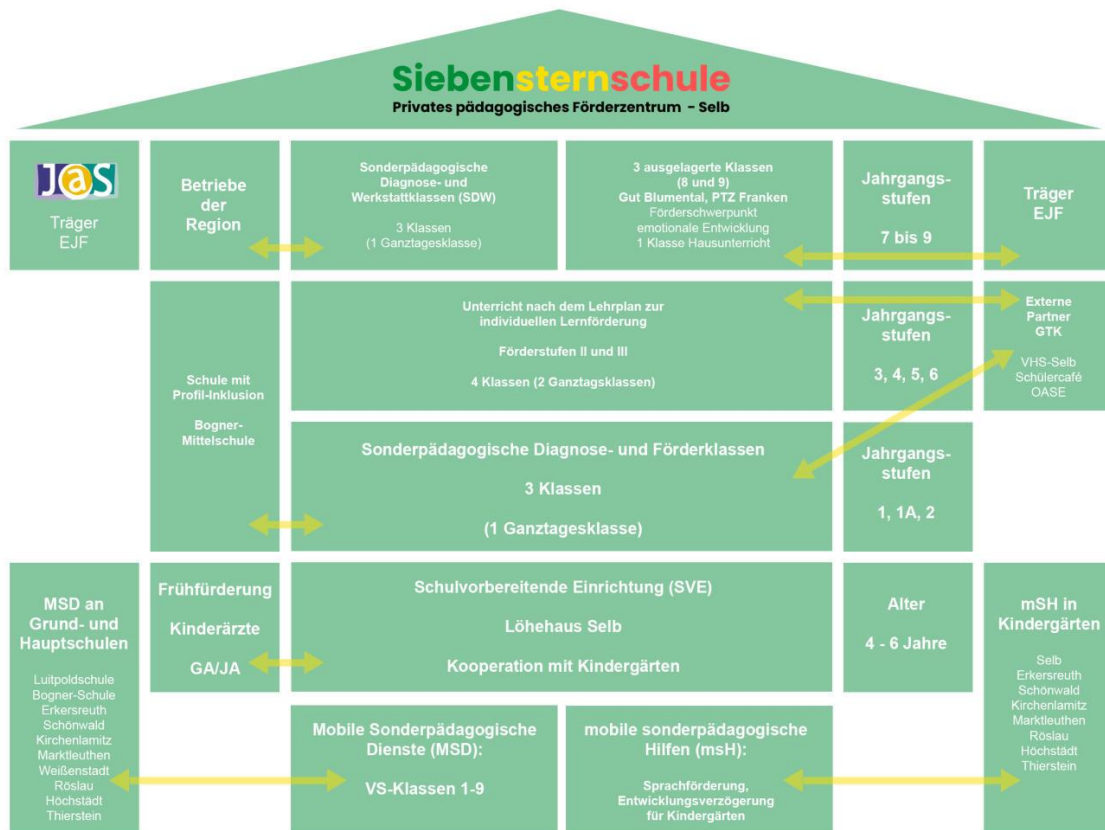 Siebensternschule
Privates pädagogisches Förderzentrum - Selb
JaS
Träger
EJF
Betriebe
der
Region
Sonderpädagogische
Diagnose- und
Werkstattklassen (SDW)
3 Klassen
(1 Ganztagesklasse)
3 ausgelagerte Klassen
(8 und 9)
Gut Blumental, PTZ Franken
Förderschwerpunkt
emotionale Entwicklung
1 Klasse Hausunterricht
Jahrgangs-
stufen
7 bis 9
Träger
EJF
Schule mit
Profil-Inklusion
Bogner-
Mittelschule
Unterricht nach dem Lehrplan zur
individuellen Lernförderung
Förderstufen II und III
4 Klassen (2 Ganztagsklassen)
Jahrgangs-
stufen
3, 4, 5, 6
Externe
Partner
GTK
VHS-Selb
Schülercafé
OASE
Sonderpädagogische Diagnose- und Förderklassen
3 Klassen
(1 Ganztagesklasse)
Jahrgangs-
stufen
1, 1A, 2
MSD an
Grund- und
Hauptschulen
Luitpoldschule
Bogner-Schule
Erkersreuth
Schönwald
Kirchenlamitz
Marktleuthen
Weißenstadt
Röslau
Höchstädt
Thierstein
Frühfürderung
Kinderärzte
GA/JA
Schulvorbereitende Einrichtung (SVE)
Löhehaus Selb
Kooperation mit Kindergärten
Alter
4 - 6 Jahre
mSH in
Kindergärten
Selb
Erkersreuth
Schönwald
Kirchenlamitz
Marktleuthen
Röslau
Höchstädt
Thierstein
Mobile Sonderpädagogische
Dienste (MSD):
VS-Klassen 1-9
mobile sonderpädagogische
Hilfen (msH):
Sprachförderung,
Entwicklungsverzögerung
für Kindergärten